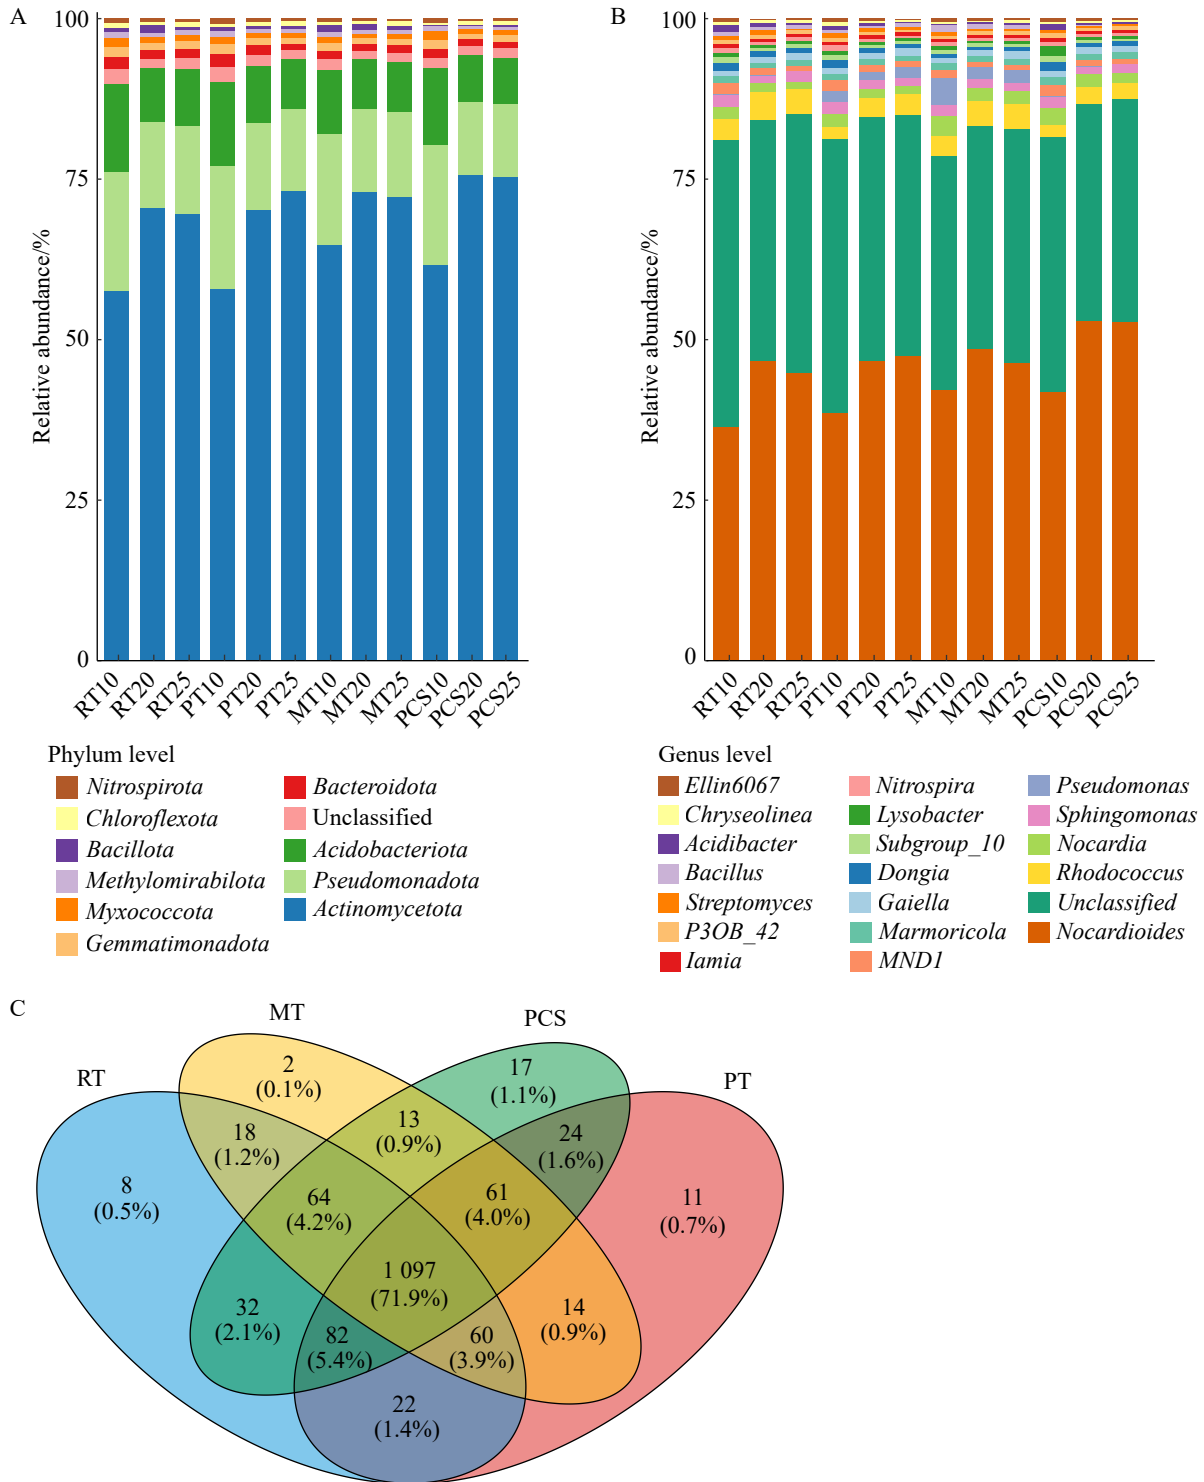 A
B
100
75
50
25
0
Relative abundance/%
RT10
RT20
RT25
PT10
PT20
PT25
MT10
MT20
MT25
PCS10
PCS20
PCS25
100
75
50
25
0
Relative abundance/%
RT10
RT20
RT25
PT10
PT20
PT25
MT10
MT20
MT25
PCS10
PCS20
PCS25
Phylum level
Nitrospirota
Chloroflexota
Bacillota
Methylomirabilota
Myxococcota
Gemmatimonadota
Bacteroidota
Unclassified
Acidobacteriota
Pseudomonadota
Actinomycetota
Genus level
Ellin6067
Chryseolinea
Acidibacter
Bacillus
Streptomyces
P3OB_42
Iamia
Nitrospira
Lysobacter
Subgroup_10
Dongia
Gaiella
Marmoricola
MND1
Pseudomonas
Sphingomonas
Nocardia
Rhodococcus
Unclassified
Nocardioides
C
RT
MT
PCS
PT
2
(0.1%)
17
(1.1%)
18
(1.2%)
13
(0.9%)
24
(1.6%)
8
(0.5%)
64
(4.2%)
61
(4.0%)
11
(0.7%)
1 097
(71.9%)
32
(2.1%)
82
(5.4%)
60
(3.9%)
14
(0.9%)
22
(1.4%)